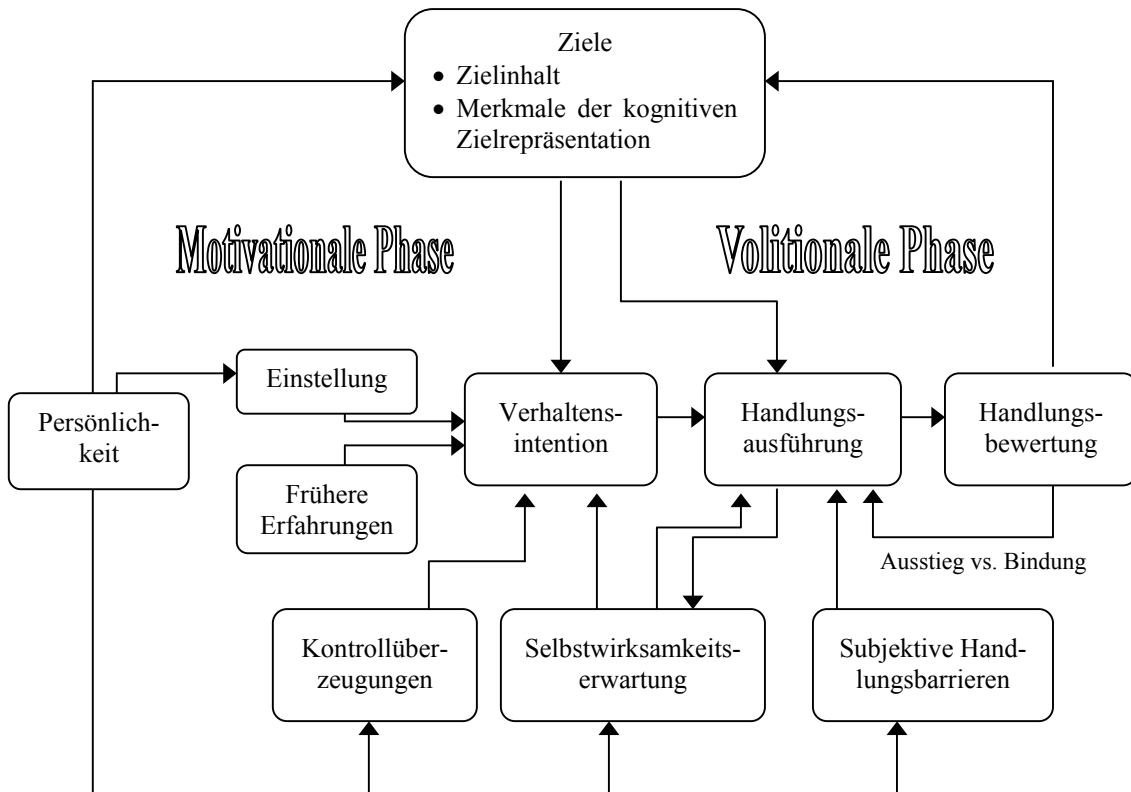 Ziele
• Zielinhalt
• Merkmale der kognitiven
Zielrepräsentation
Motivationale Phase
Volitionale Phase
Einstellung
Persönlich-
keit
Verhaltens-
intention
Handlungs-
ausführung
Handlungs-
bewertung
Frühere
Erfahrungen
Ausstieg vs. Bindung
Kontrollüber-
zeugungen
Selbstwirksamkeits-
erwartung
Subjektive Hand-
lungsbarrieren